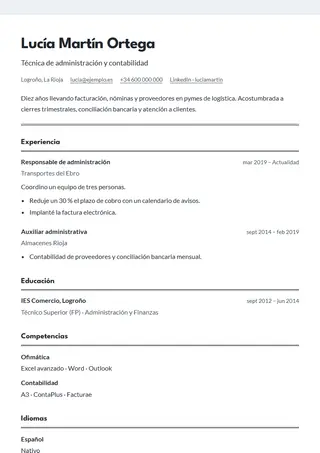 Lucía Martín Ortega
Técnica de administración y contabilidad
Logroño, La Rioja lucia@ejemplo.es +34 600 000 000 LinkedIn · luciamartin
Diez años llevando facturación, nóminas y proveedores en pymes de logística. Acostumbrada a
cierres trimestrales, conciliación bancaria y atención a clientes.
Experiencia
Responsable de administración mar 2019 – Actualidad
Transportes del Ebro
Coordino un equipo de tres personas.
• Reduje un 30 % el plazo de cobro con un calendario de avisos.
• Implanté la factura electrónica.
Auxiliar administrativa sept 2014 – feb 2019
Almacenes Rioja
• Contabilidad de proveedores y conciliación bancaria mensual.
Educación
IES Comercio, Logroño sept 2012 – jun 2014
Técnico Superior (FP) · Administración y Finanzas
Competencias
Ofimática
Excel avanzado · Word · Outlook
Contabilidad
A3 · ContaPlus · Facturae
Idiomas
Español
Nativo